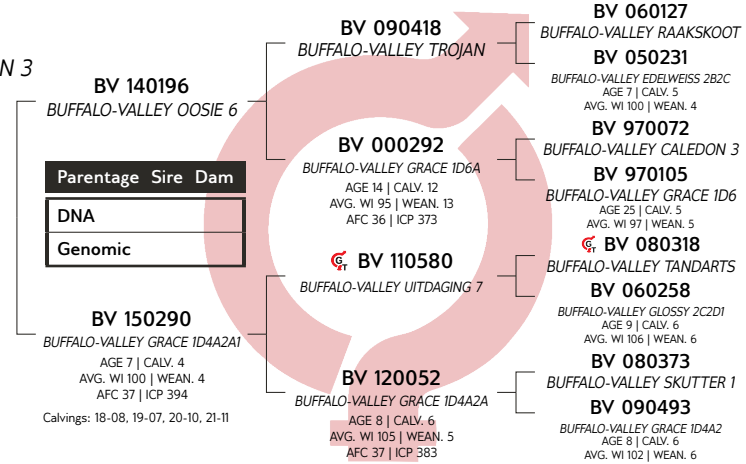 N 3
BV 140196
BUFFALO-VALLEY OOSIE 6
Parentage Sire Dam
DNA
Genomic
BV 150290
BUFFALO-VALLEY GRACE 1D4A2A1
AGE 7 | CALV. 4
AVG. WI 100 | WEAN. 4
AFC 37 | ICP 394
Calvings: 18-08, 19-07, 20-10, 21-11
BV 090418
BUFFALO-VALLEY TROJAN
BV 000292
BUFFALO-VALLEY GRACE 1D6A
AGE 14 | CALV. 12
AVG. WI 95 | WEAN. 13
AFC 36 | ICP 373
GT BV 110580
BUFFALO-VALLEY UITDAGING 7
BV 120052
BUFFALO-VALLEY GRACE 1D4A2A
AGE 8 | CALV. 6
AVG. WI 105 | WEAN. 5
AFC 37 | ICP 383
BV 060127
BUFFALO-VALLEY RAAKSKOOT
BV 050231
BUFFALO-VALLEY EDELWEISS 2B2C
AGE 7 | CALV. 5
AVG. WI 100 | WEAN. 4
BV 970072
BUFFALO-VALLEY CALEDON 3
BV 970105
BUFFALO-VALLEY GRACE 1D6
AGE 25 | CALV. 5
AVG. WI 97 | WEAN. 5
GT BV 080318
BUFFALO-VALLEY TANDARTS
BV 060258
BUFFALO-VALLEY GLOSSY 2C2D1
AGE 9 | CALV. 6
AVG. WI 106 | WEAN. 6
BV 080373
BUFFALO-VALLEY SKUTTER 1
BV 090493
BUFFALO-VALLEY GRACE 1D4A2
AGE 8 | CALV. 6
AVG. WI 102 | WEAN. 6